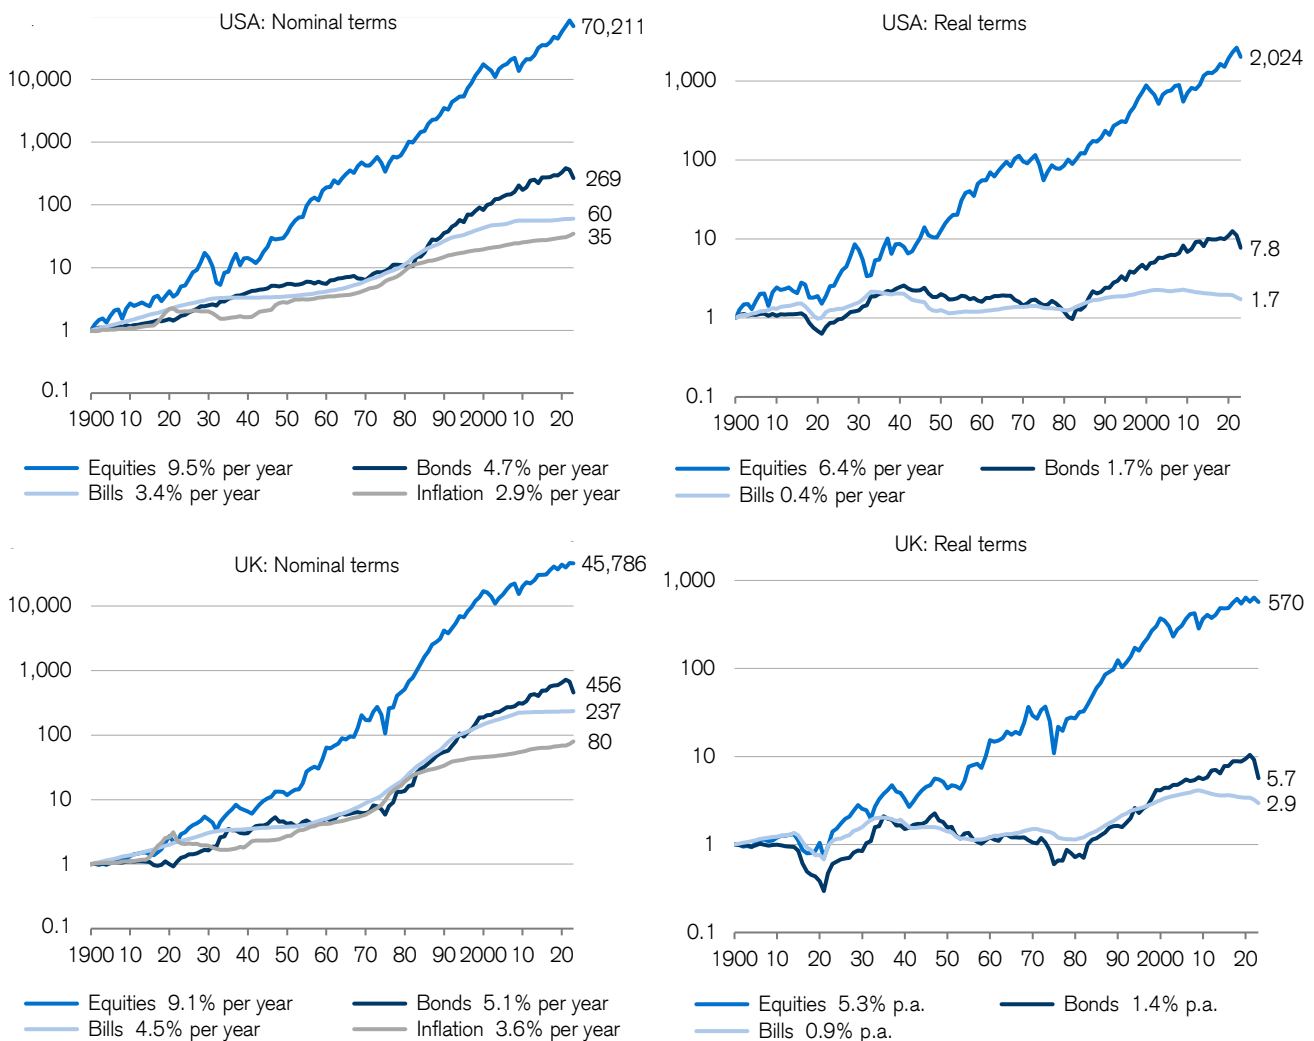 USA: Nominal terms
70,211
10,000
1,000
269
100
60
35
10
1
0.1
1900 10 20 30 40 50 60 70 80 90 2000 10 20
Equities 9.5% per year
Bonds 4.7% per year
Bills 3.4% per year
Inflation 2.9% per year
USA: Real terms
2,024
1,000
100
10
7.8
1.7
1
0.1
1900 10 20 30 40 50 60 70 80 90 2000 10 20
Equities 6.4% per year
Bonds 1.7% per year
Bills 0.4% per year
UK: Nominal terms
45,786
10,000
1,000
456
237
100
80
10
1
0.1
1900 10 20 30 40 50 60 70 80 90 2000 10 20
Equities 9.1% per year
Bonds 5.1% per year
Bills 4.5% per year
Inflation 3.6% per year
UK: Real terms
1,000
570
100
10
5.7
2.9
1
0.1
1900 10 20 30 40 50 60 70 80 90 2000 10 20
Equities 5.3% p.a.
Bonds 1.4% p.a.
Bills 0.9% p.a.